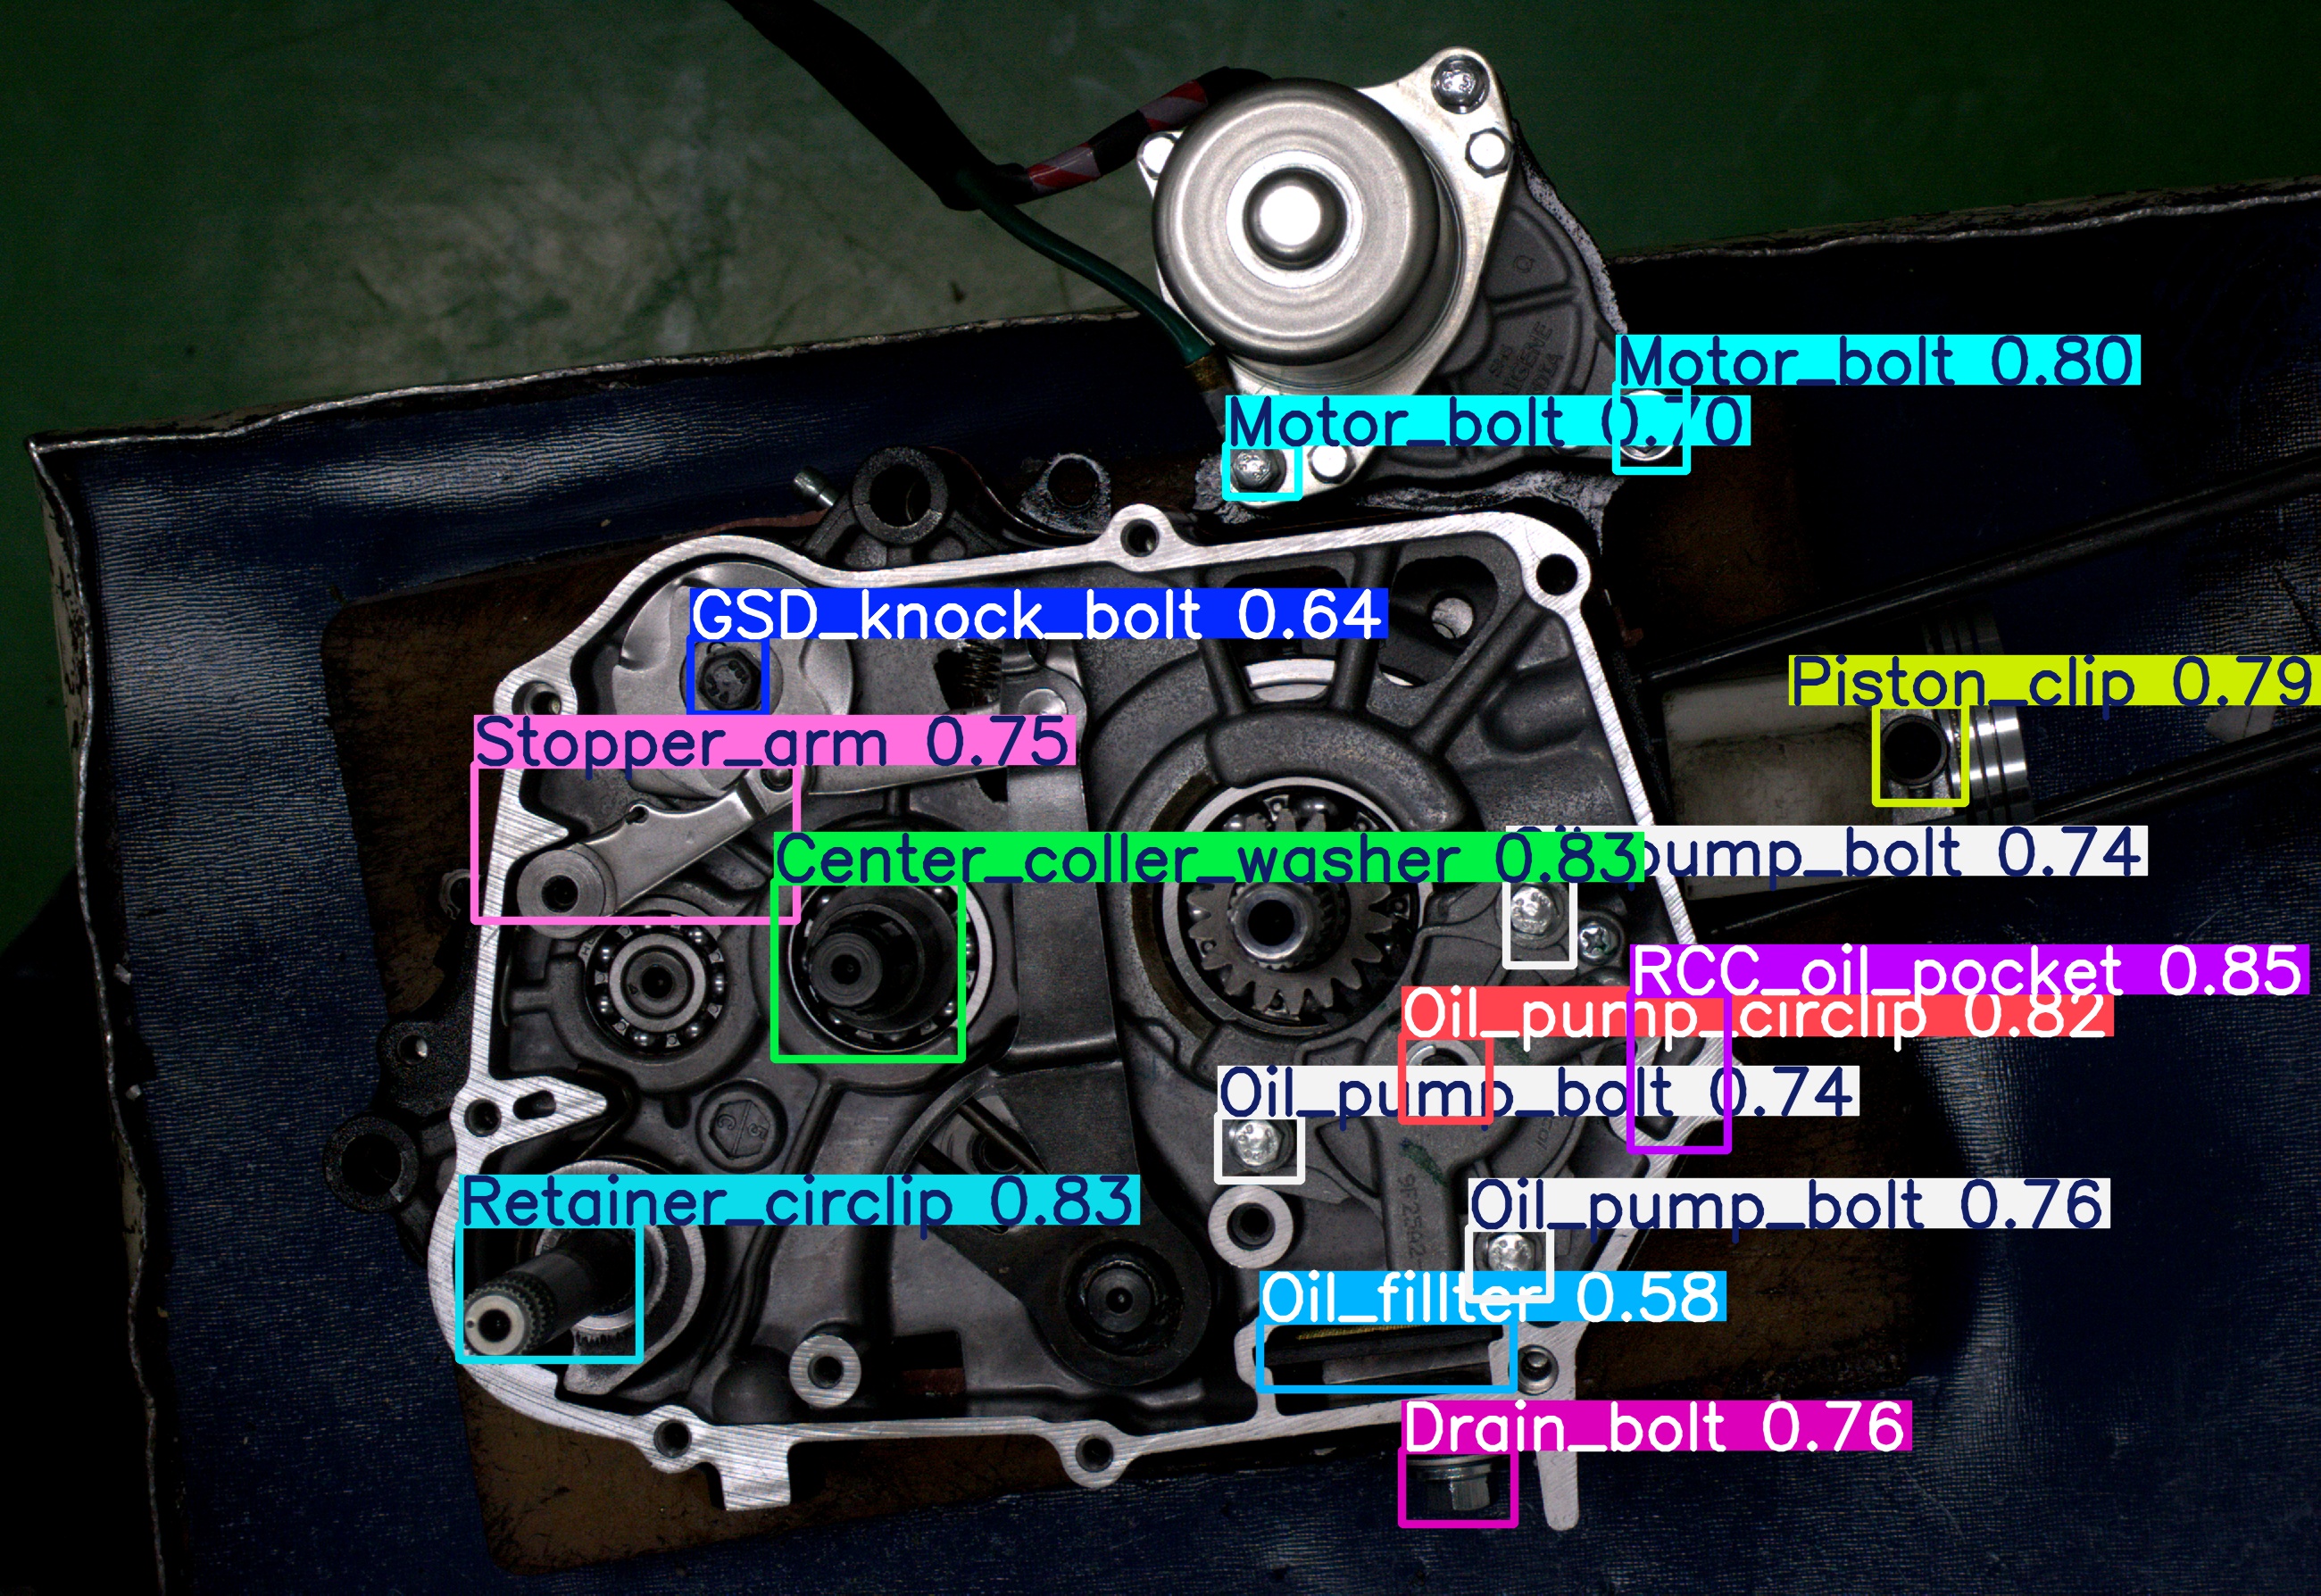 Motor_bolt 0.80
Motor_bolt 0.70
GSD_knock_bolt 0.64
Piston_clip 0.79
Stopper_arm 0.75
Center_coller_washer 0.83
pump_bolt 0.74
RCC_oil_pocket 0.85
Oil_pump_circlip 0.82
Oil_pump_bolt 0.74
Retainer_circlip 0.83
Oil_pump_bolt 0.76
Oil_fillter 0.58
Drain_bolt 0.76